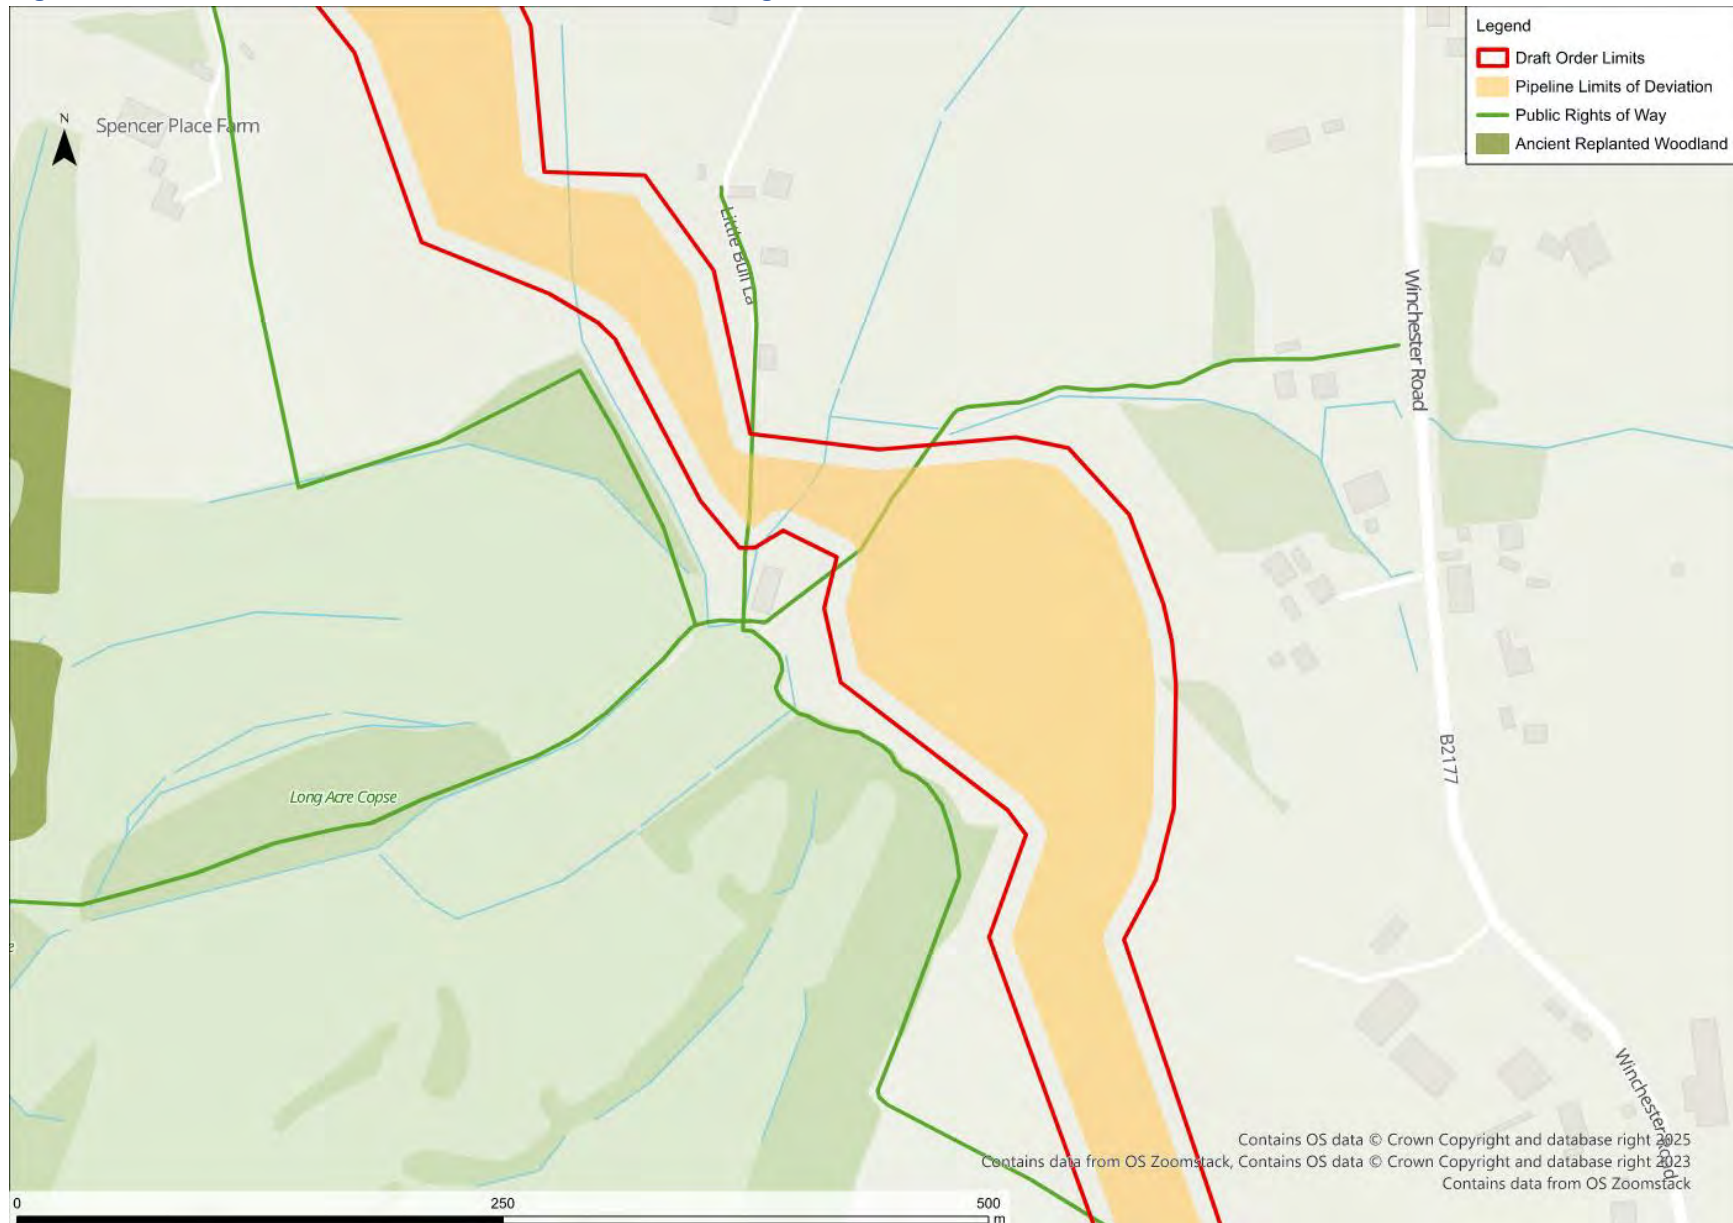 Legend
Draft Order Limits
Pipeline Limits of Deviation
Public Rights of Way
Ancient Replanted Woodland
N
Spencer Place Farm
Little Bull La
Winchester Road
B2177
Long Acre Copse
Winchester Road
Contains OS data © Crown Copyright and database right 2025
Contains data from OS Zoomstack, Contains OS data © Crown Copyright and database right 2023
Contains data from OS Zoomstack
0 250 500
m